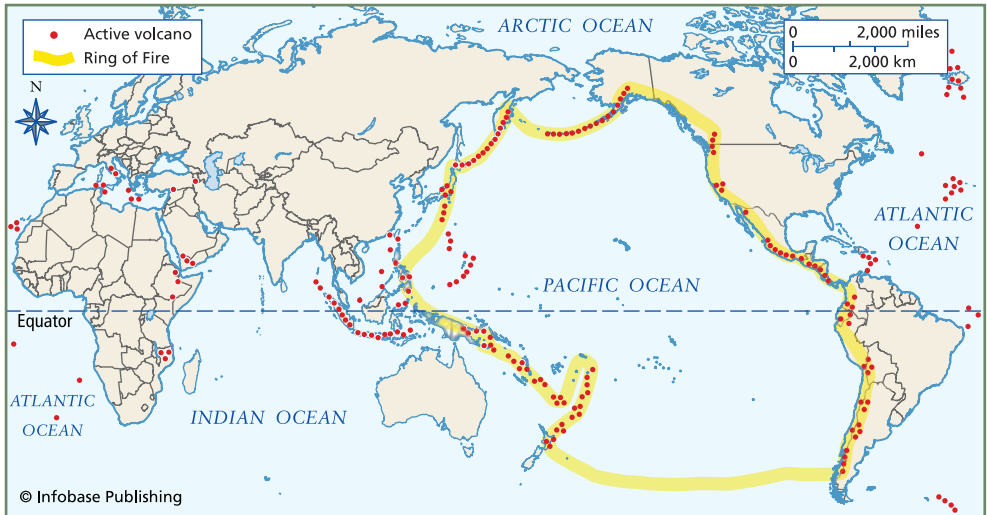 Active volcano
Ring of Fire
N
ARCTIC OCEAN
0 2,000 miles
0 2,000 km
ATLANTIC
OCEAN
PACIFIC OCEAN
Equator
ATLANTIC
OCEAN
INDIAN OCEAN
© Infobase Publishing